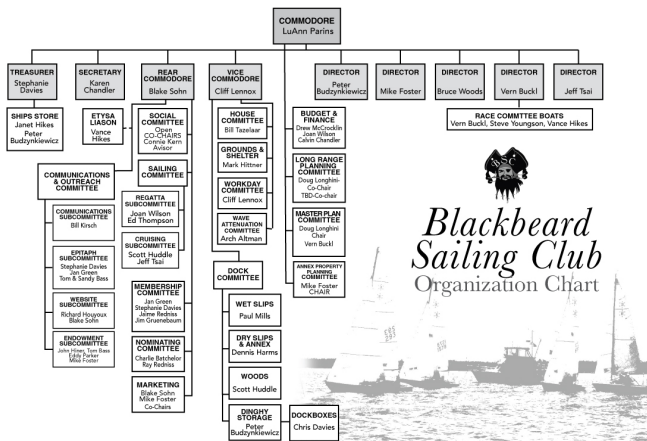 COMMODORE
LuAnn Parins
TREASURER
Stephanie
Davies
SECRETARY
Karen
Chandler
REAR
COMMODORE
Blake Sohn
VICE
COMMODORE
Cliff Lennox
DIRECTOR
Peter
Budzynkiewicz
DIRECTOR
Mike Foster
DIRECTOR
Bruce Woods
DIRECTOR
Vern Buckl
DIRECTOR
Jeff Tsai
SHIPS STORE
Janet Hikes
Peter
Budzynkiewicz
ETYSA
LIASON
Vance
Hikes
SOCIAL
COMMITTEE
Open
CO-CHAIRS
Connie Kern
Avisor
HOUSE
COMMITTEE
Bill Tazelaar
BUDGET &
FINANCE
Drew McCrocklin
Joan Wilson
Calvin Chandler
RACE COMMTTEE BOATS
Vern Buckl, Steve Youngson, Vance Hikes
GROUNDS &
SHELTER
Mark Hittner
LONG RANGE
PLANNING
COMMITTEE
Doug Longhini-
Co-Chair
TBD-Co-chair
COMMUNICATIONS
& OUTREACH
COMMITTEE
SAILING
COMMITTEE
WORKDAY
COMMITTEE
Cliff Lennox
REGATTA
SUBCOMMITTEE
Joan Wilson
Ed Thompson
COMMUNICATIONS
SUBCOMMITTEE
Bill Kirsch
WAVE
ATTENUATION
COMMITTEE
Arch Altman
MASTER PLAN
COMMITTEE
Doug Longhini
Chair
Vern Buckl
CRUISING
SUBCOMMITTEE
Scott Huddle
Jeff Tsai
EPITAPH
SUBCOMMITTEE
Stephanie Davies
Jan Green
Tom & Sandy Bass
DOCK
COMMITTEE
ANNEX PROPERTY
PLANNING
COMMITTEE
Mike Foster
CHAIR
MEMBERSHIP
COMMITTEE
Jan Green
Stephanie Davies
Jaime Redniss
Jim Gruenebaum
WEBSITE
SUBCOMMITTEE
Richard Houyoux
Blake Sohn
WET SLIPS
Paul Mills
DRY SLIPS
& ANNEX
Dennis Harms
ENDOWMENT
SUBCOMMITTEE
John Hiner, Tom Bass
Eddy Parker
Mike Foster
NOMINATING
COMMITTEE
Charlie Batchelor
Ray Redniss
WOODS
Scott Huddle
MARKETING
Blake Sohn
Mike Foster
Co-Chairs
DINGHY
STORAGE
Peter
Budzynkiewicz
DOCKBOXES
Chris Davies
Blackbeard
Sailing Club
Organization Chart